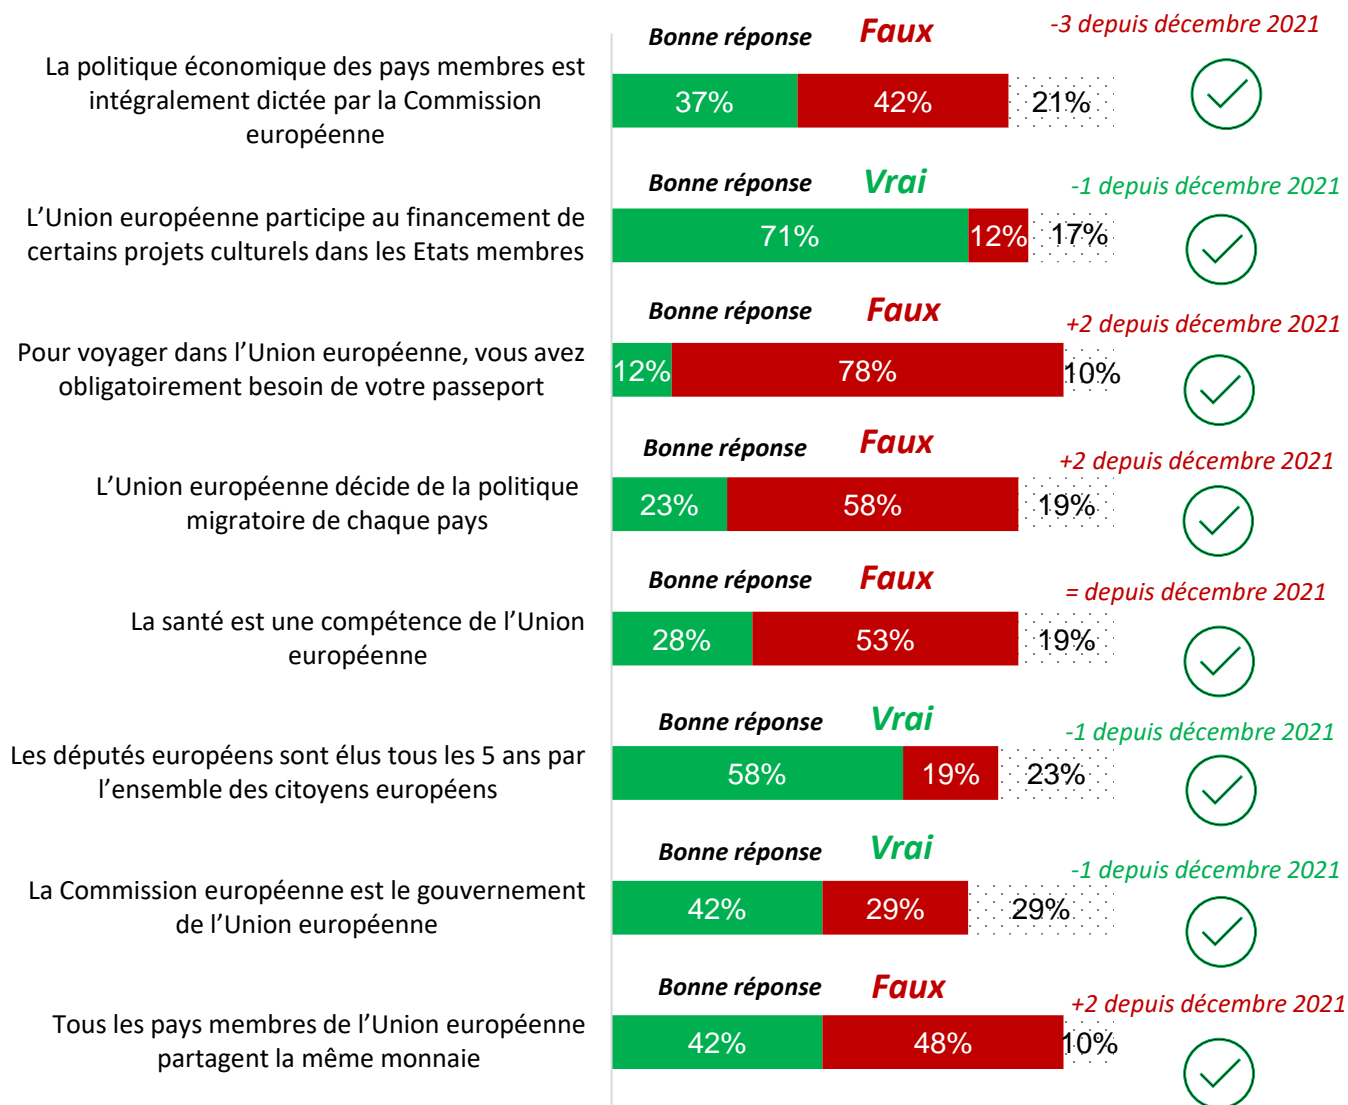 Bonne réponse Faux -3 depuis décembre 2021
La politique économique des pays membres est
intégralement dictée par la Commission
européenne
37% 42% 21%
Bonne réponse Vrai -1 depuis décembre 2021
L’Union européenne participe au financement de
certains projets culturels dans les Etats membres
71% 12% 17%
Bonne réponse Faux +2 depuis décembre 2021
Pour voyager dans l’Union européenne, vous avez
obligatoirement besoin de votre passeport
12% 78% 10%
Bonne réponse Faux +2 depuis décembre 2021
L’Union européenne décide de la politique
migratoire de chaque pays
23% 58% 19%
Bonne réponse Faux = depuis décembre 2021
La santé est une compétence de l’Union
européenne
28% 53% 19%
Bonne réponse Vrai -1 depuis décembre 2021
Les députés européens sont élus tous les 5 ans par
l’ensemble des citoyens européens
58% 19% 23%
Bonne réponse Vrai -1 depuis décembre 2021
La Commission européenne est le gouvernement
de l’Union européenne
42% 29% 29%
Bonne réponse Faux +2 depuis décembre 2021
Tous les pays membres de l’Union européenne
partagent la même monnaie
42% 48% 10%